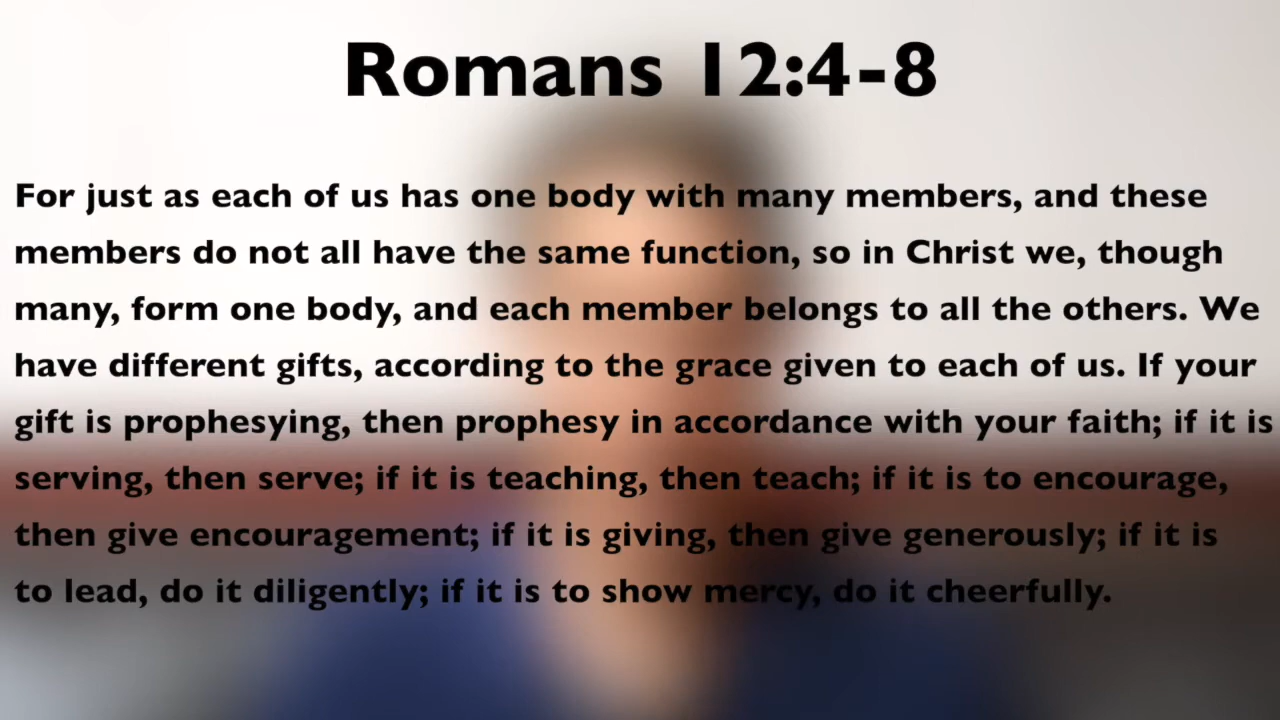 Romans 12:4-8
For just as each of us has one body with many members, and these
members do not all have the same function, so in Christ we, though
many, form one body, and each member belongs to all the others. We
have different gifts, according to the grace given to each of us. If your
gift is prophesying, then prophesy in accordance with your faith; if it is
serving, then serve; if it is teaching, then teach; if it is to encourage,
then give encouragement; if it is giving, then give generously; if it is
to lead, do it diligently; if it is to show mercy, do it cheerfully.